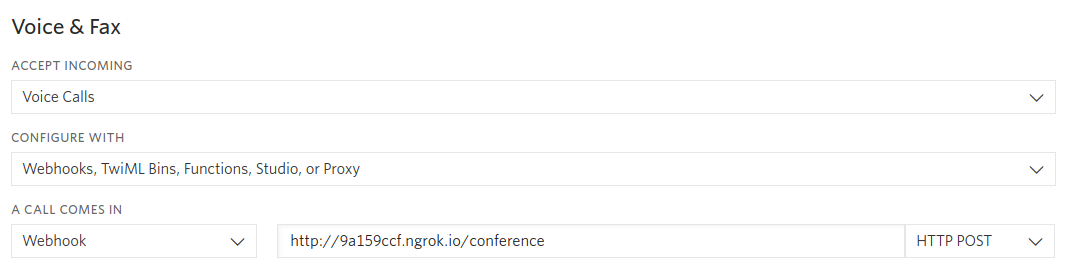 Voice & Fax
ACCEPT INCOMING
Voice Calls
CONFIGURE WITH
Webhooks, TwiML Bins, Functions, Studio, or Proxy
A CALL COMES IN
Webhook http://9a159ccf.ngrok.io/conference HTTP POST